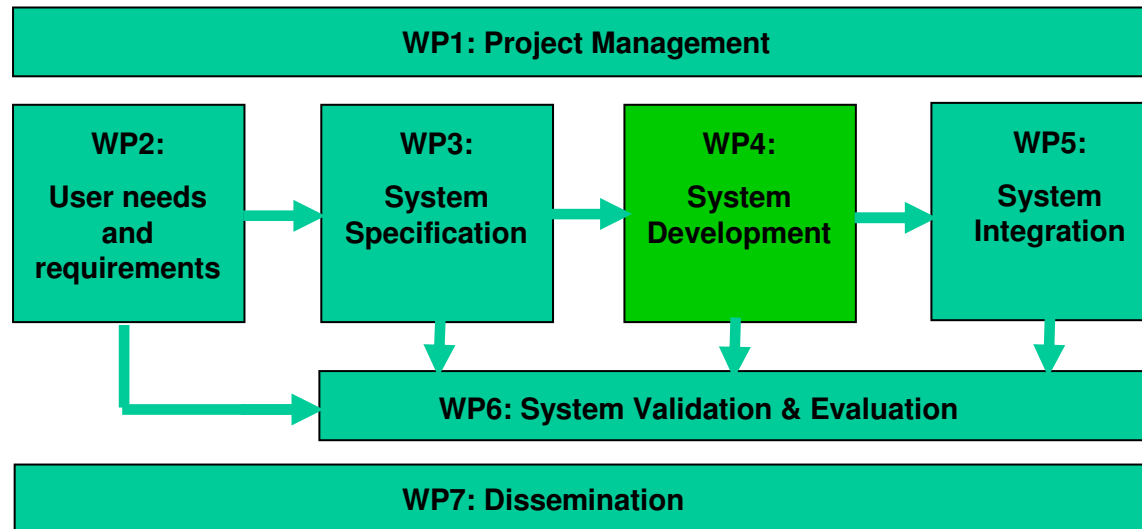 WP1: Project Management
WP2:
User needs
and
requirements
WP3:
System
Specification
WP4:
System
Development
WP5:
System
Integration
WP6: System Validation & Evaluation
WP7: Dissemination